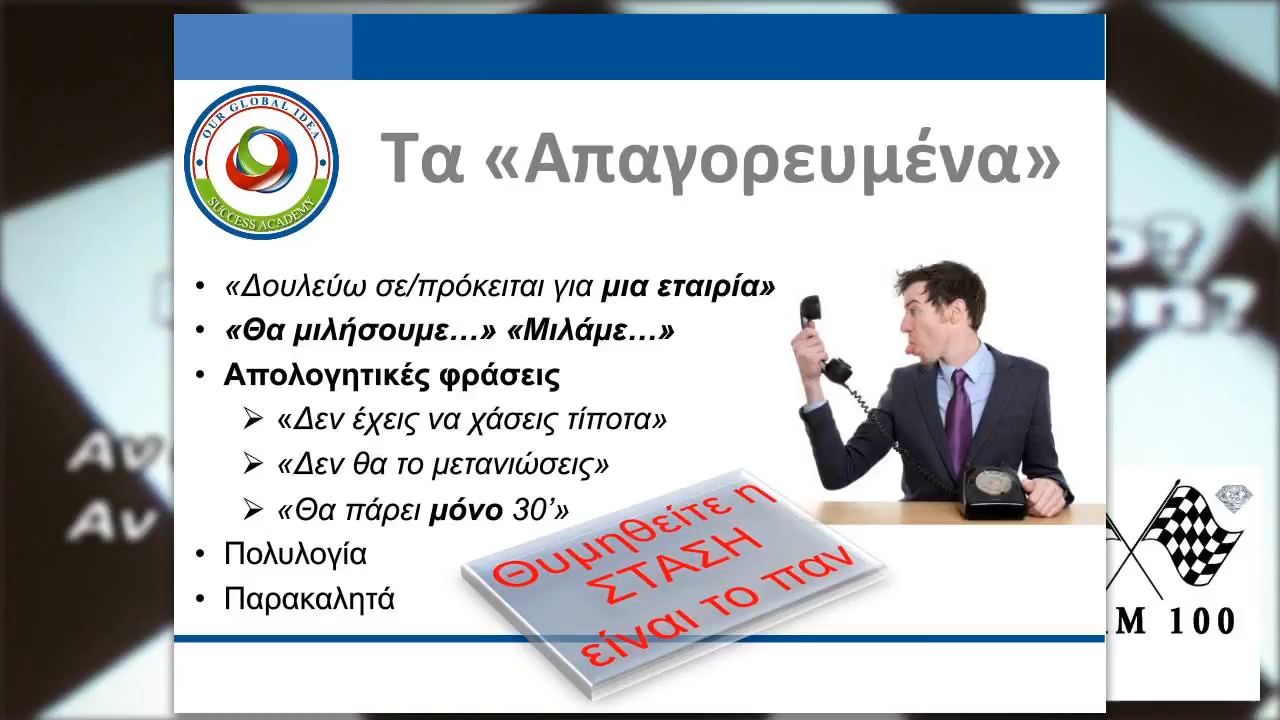 OUR GLOBAL IDEA
SUCCESS ACADEMY
Τα «Απαγορευμένα»
• «Δουλεύω σε/πρόκειται για μια εταιρία»
• «Θα μιλήσουμε…» «Μιλάμε…»
• Απολογητικές φράσεις
➢ «Δεν έχεις να χάσεις τίποτα»
➢ «Δεν θα το μετανιώσεις»
➢ «Θα πάρει μόνο 30’»
• Πολυλογία
• Παρακαλητά
Θυμηθείτε η
ΣΤΑΣΗ
είναι το παν
M 100